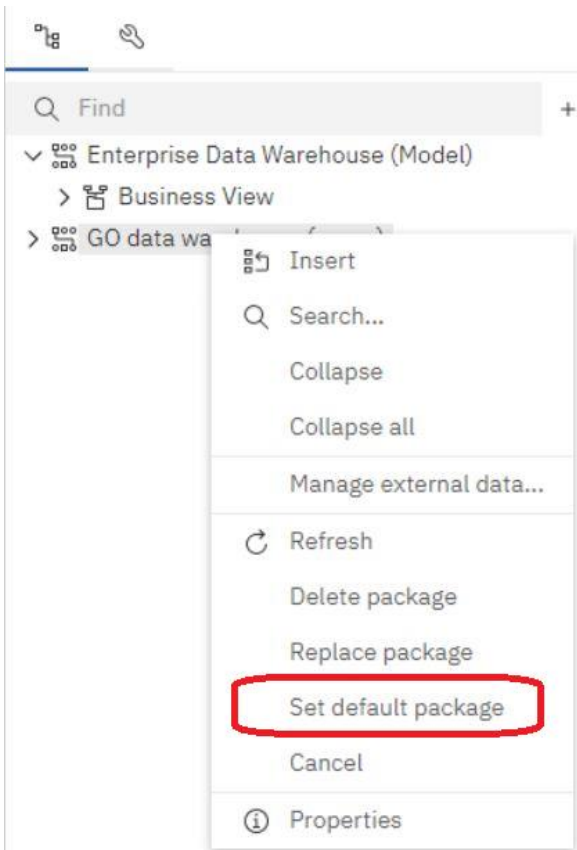 Find
+
Enterprise Data Warehouse (Model)
Business View
GO data wa
Insert
Search...
Collapse
Collapse all
Manage external data...
Refresh
Delete package
Replace package
Set default package
Cancel
Properties